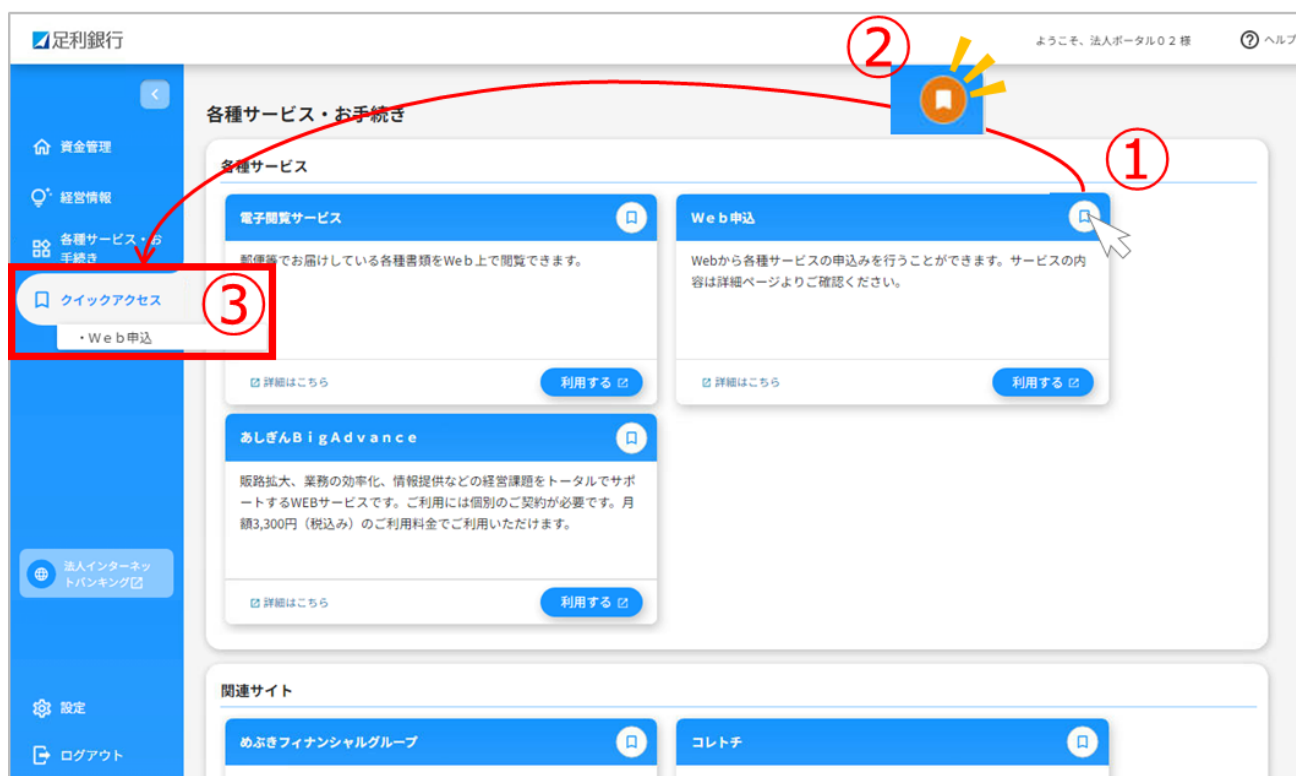 足利銀行
ようこそ、法人ポータル０２ 様
ヘルプ
②
①
③
資金管理
経営情報
各種サービス・お
手続き
クイックアクセス
・Ｗｅｂ申込
法人インターネッ
トバンキング
設定
ログアウト
各種サービス・お手続き
各種サービス
電子閲覧サービス
郵便等でお届けしている各種書類をWeb上で閲覧できます。
詳細はこちら
利用する
Ｗｅｂ申込
Webから各種サービスの申込みを行うことができます。サービスの内
容は詳細ページよりご確認ください。
詳細はこちら
利用する
あしぎんＢｉｇＡｄｖａｎｃｅ
販路拡大、業務の効率化、情報提供などの経営課題をトータルでサポ
ートするWEBサービスです。ご利用には個別のご契約が必要です。月
額3,300円（税込み）のご利用料金でご利用いただけます。
詳細はこちら
利用する
関連サイト
めぶきフィナンシャルグループ
コレトチ